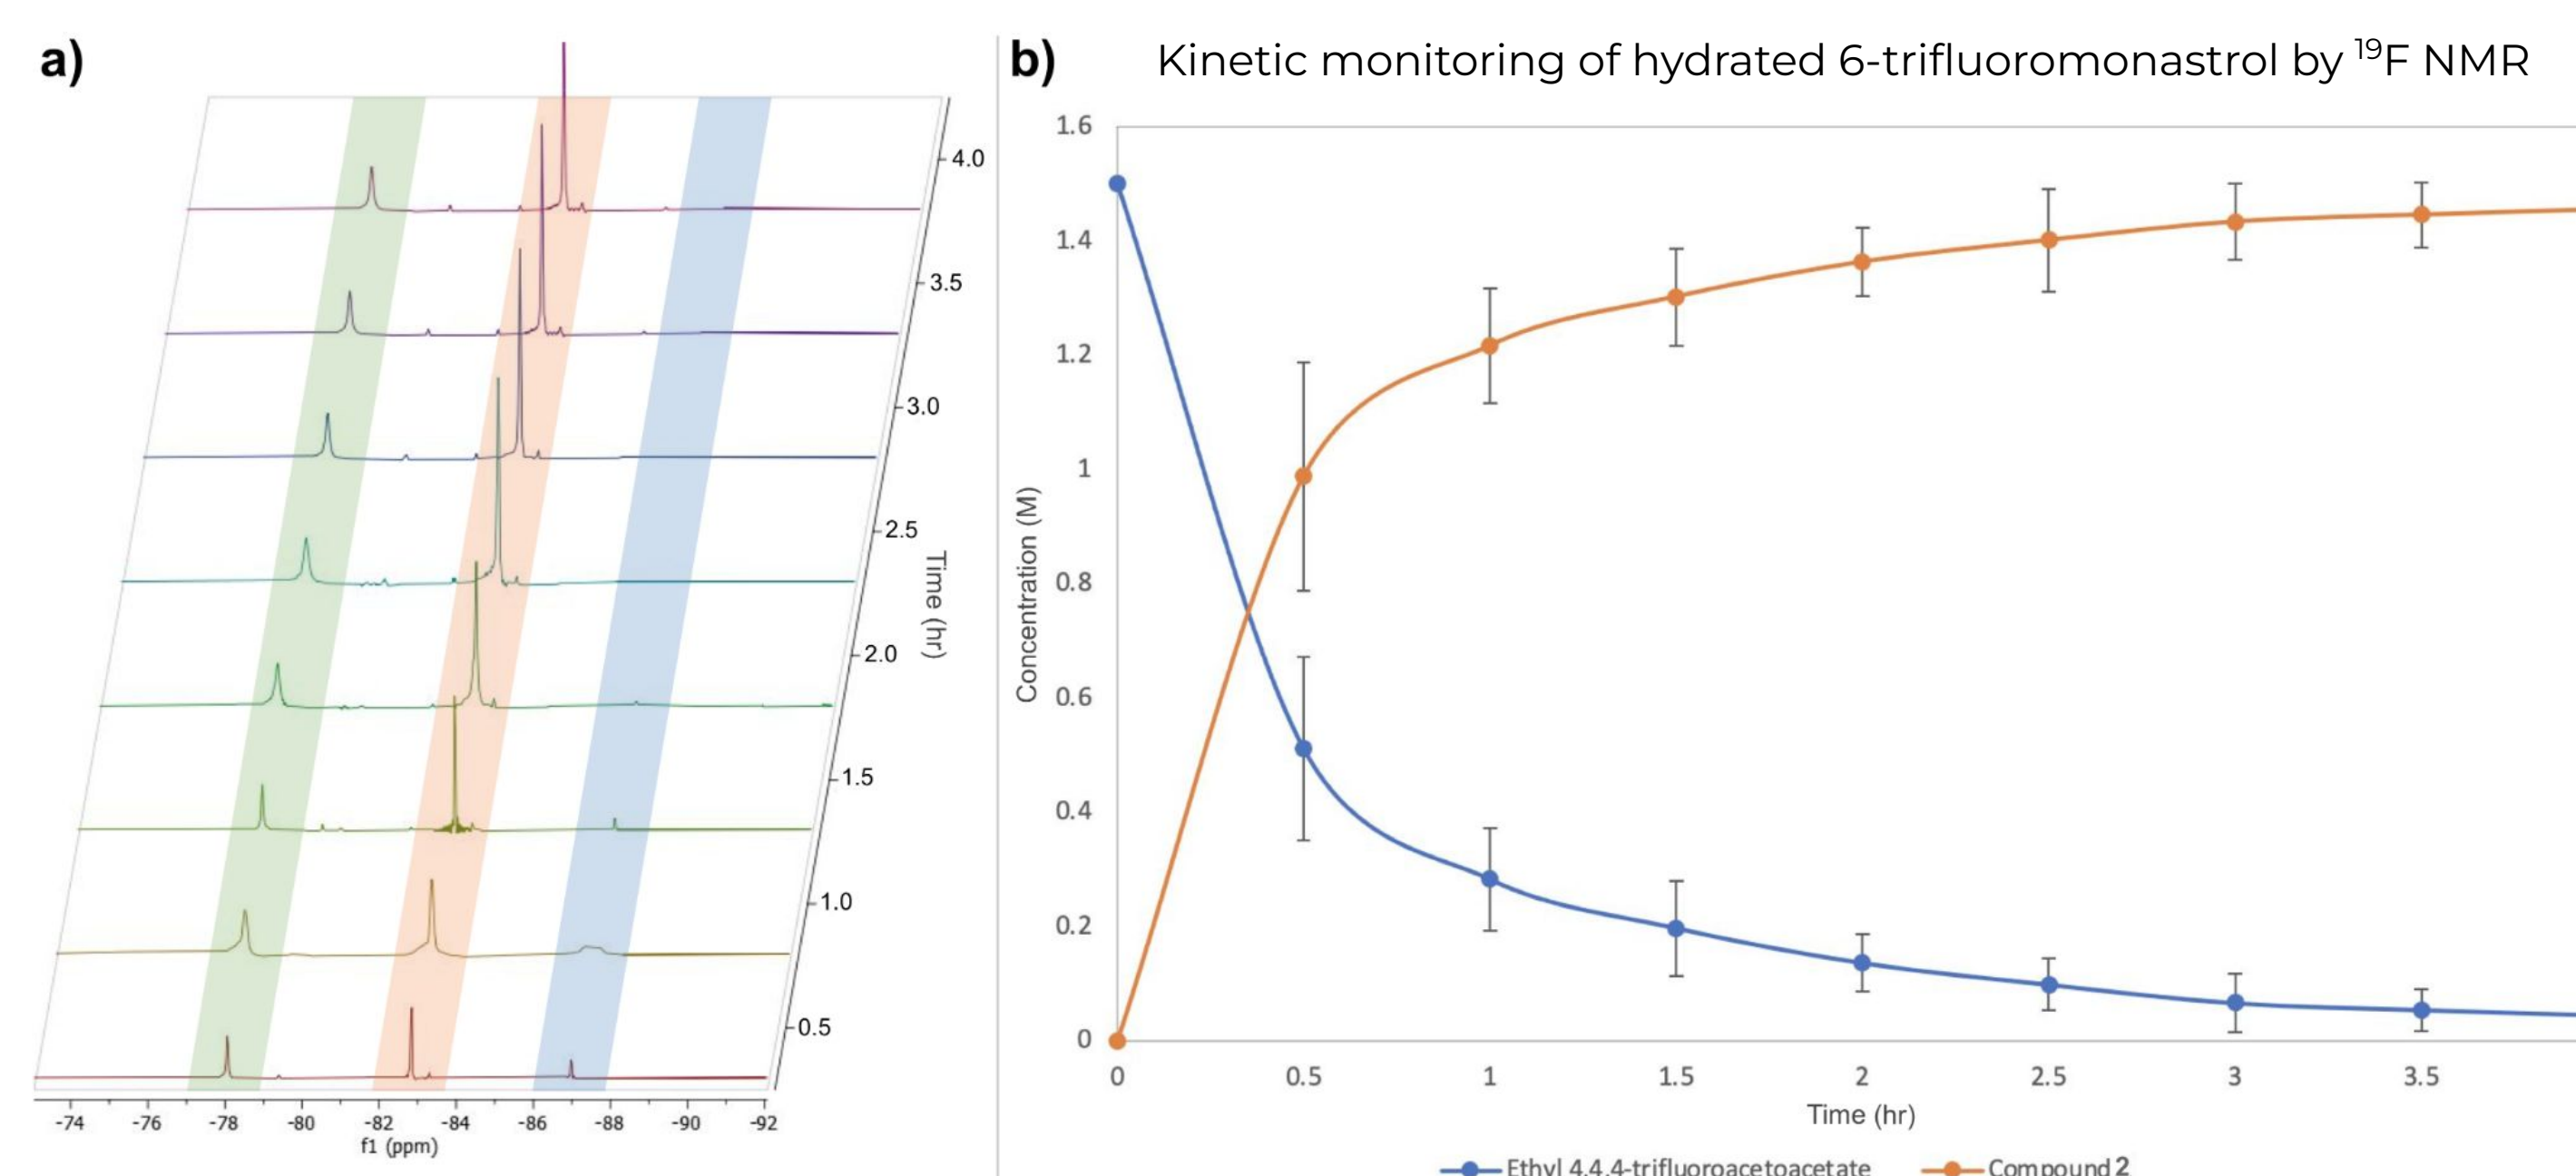 a)
4.0
3.5
3.0
2.5
2.0
1.5
1.0
0.5
Time (hr)
-74 -76 -78 -80 -82 -84 -86 -88 -90 -92
f1 (ppm)
b) Kinetic monitoring of hydrated 6-trifluoromonastrol by ¹⁹F NMR
1.6
1.4
1.2
1
0.8
0.6
0.4
0.2
0
Concentration (M)
0 0.5 1 1.5 2 2.5 3 3.5
Time (hr)
Ethyl 4,4,4-trifluoroacetoacetate Compound 2